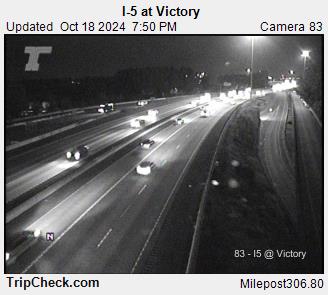 I-5 at Victory
Updated Oct 18 2024 7:50 PM
Camera 83
T
N
83 - I5 @ Victory
TripCheck.com
Milepost306.80